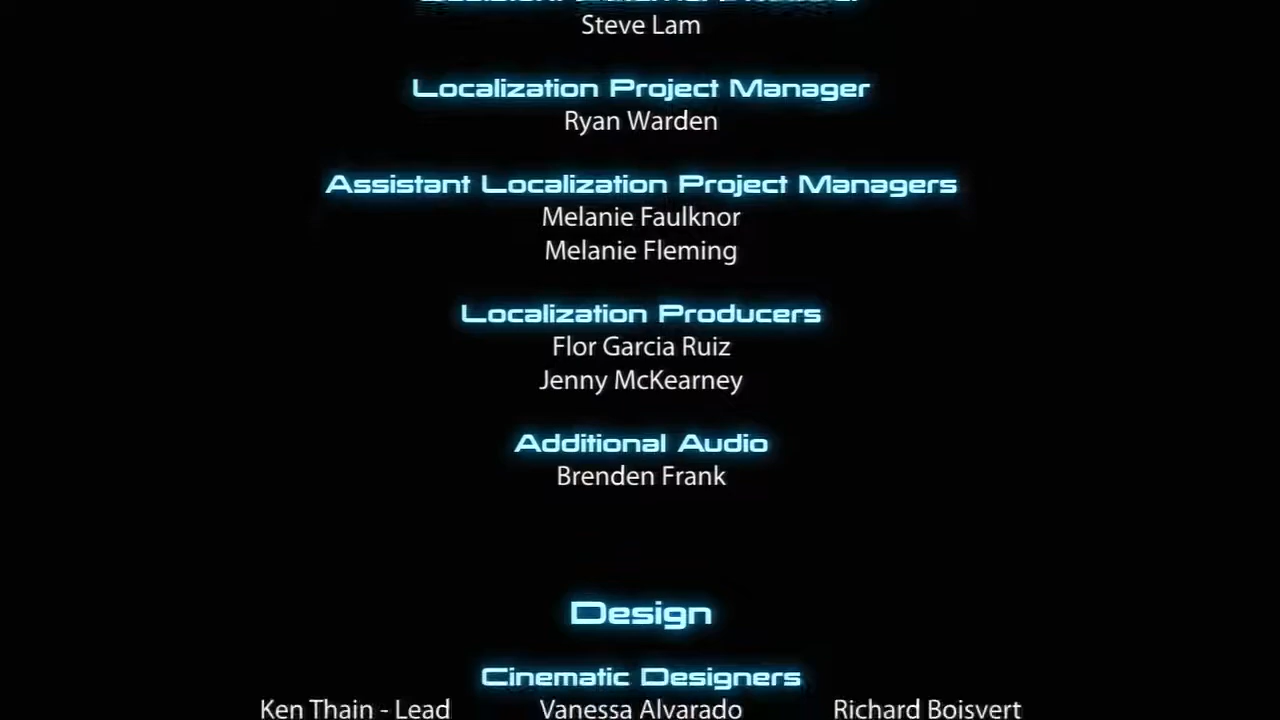 Steve Lam
Localization Project Manager
Ryan Warden
Assistant Localization Project Managers
Melanie Faulknor
Melanie Fleming
Localization Producers
Flor Garcia Ruiz
Jenny McKearney
Additional Audio
Brenden Frank
Design
Cinematic Designers
Ken Thain - Lead Vanessa Alvarado Richard Boisvert